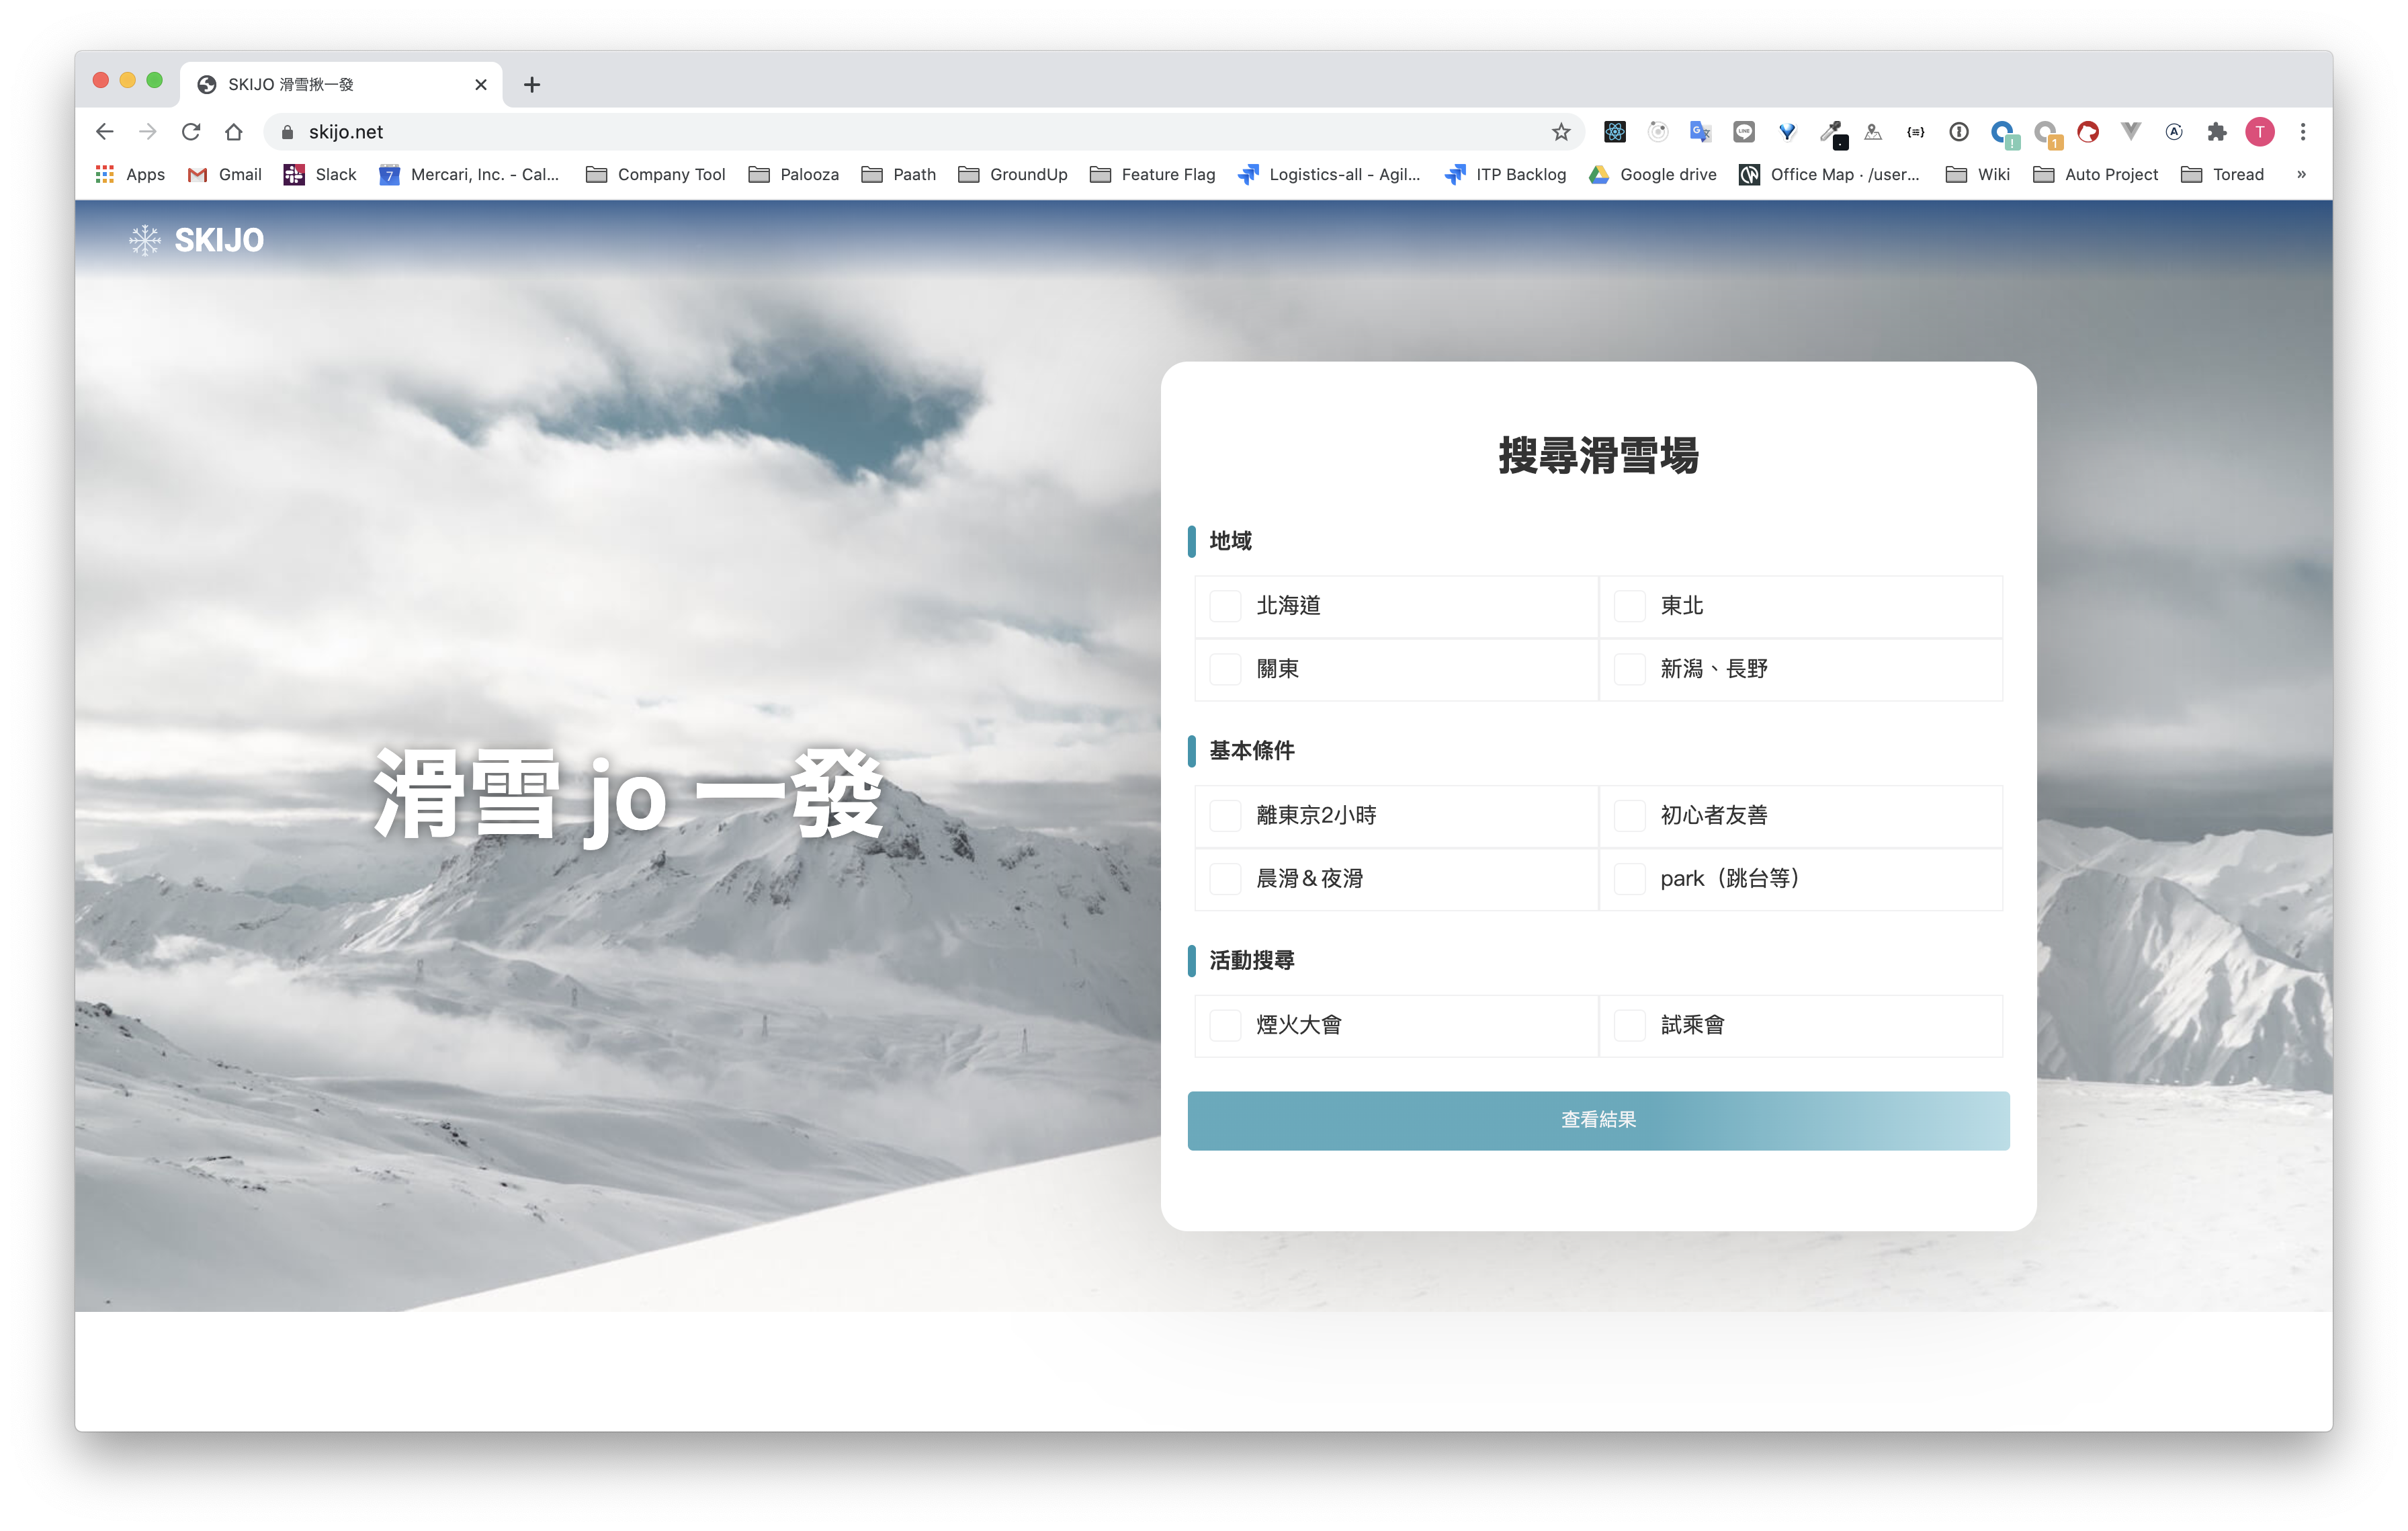 SKIJO 滑雪揪一發
skijo.net
Apps Gmail Slack 7 Mercari, Inc. - Cal... Company Tool Palooza Paath GroundUp Feature Flag Logistics-all - Agil... ITP Backlog Google drive Office Map · /user... Wiki Auto Project Toread »
SKIJO
滑雪 jo 一發
搜尋滑雪場
地域
北海道 東北
關東 新潟、長野
基本條件
離東京2小時 初心者友善
晨滑＆夜滑 park（跳台等）
活動搜尋
煙火大會 試乘會
查看結果